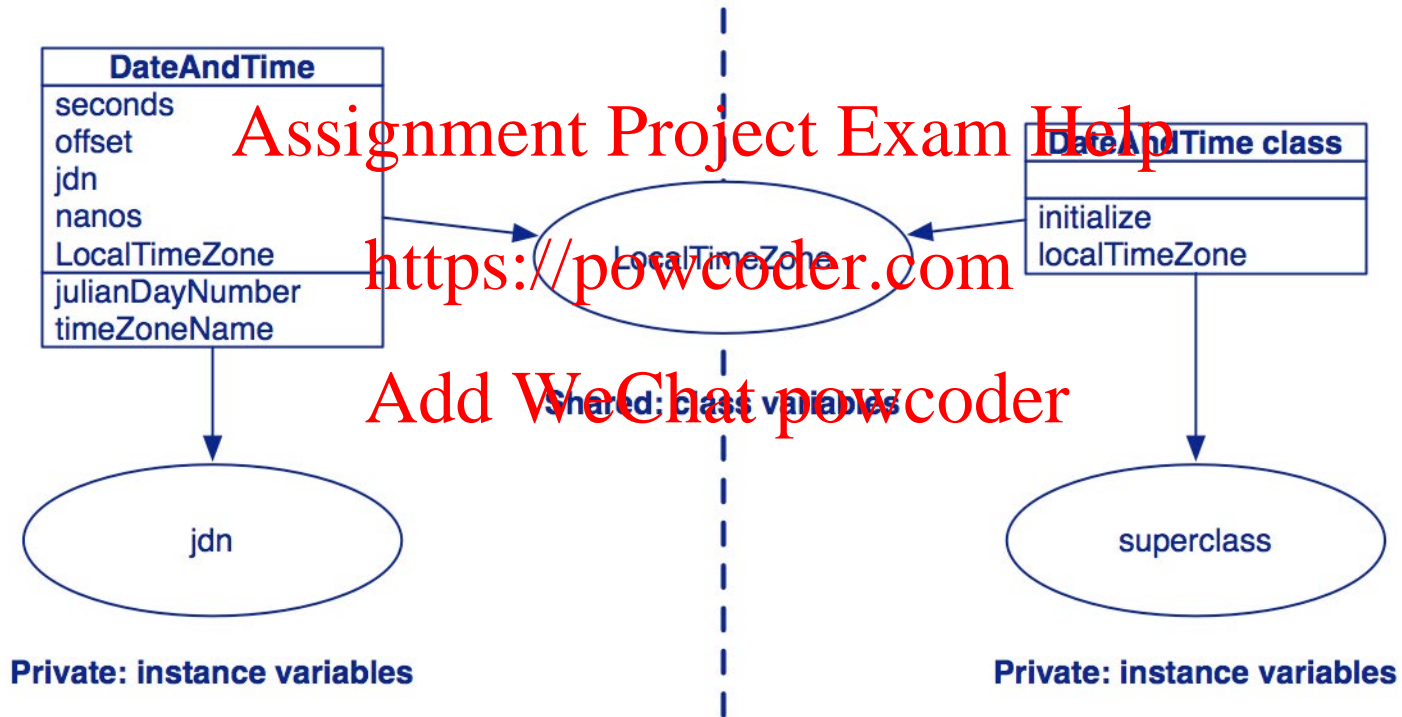 DateAndTime
seconds
offset
jdn
nanos
LocalTimeZone
julianDayNumber
timeZoneName
Assignment Project Exam Help
DateAndTime class
initialize
localTimeZone
LocalTimeZone
https://powcoder.com
Add WeChat powcoder
Shared: class variables
jdn
superclass
Private: instance variables
Private: instance variables